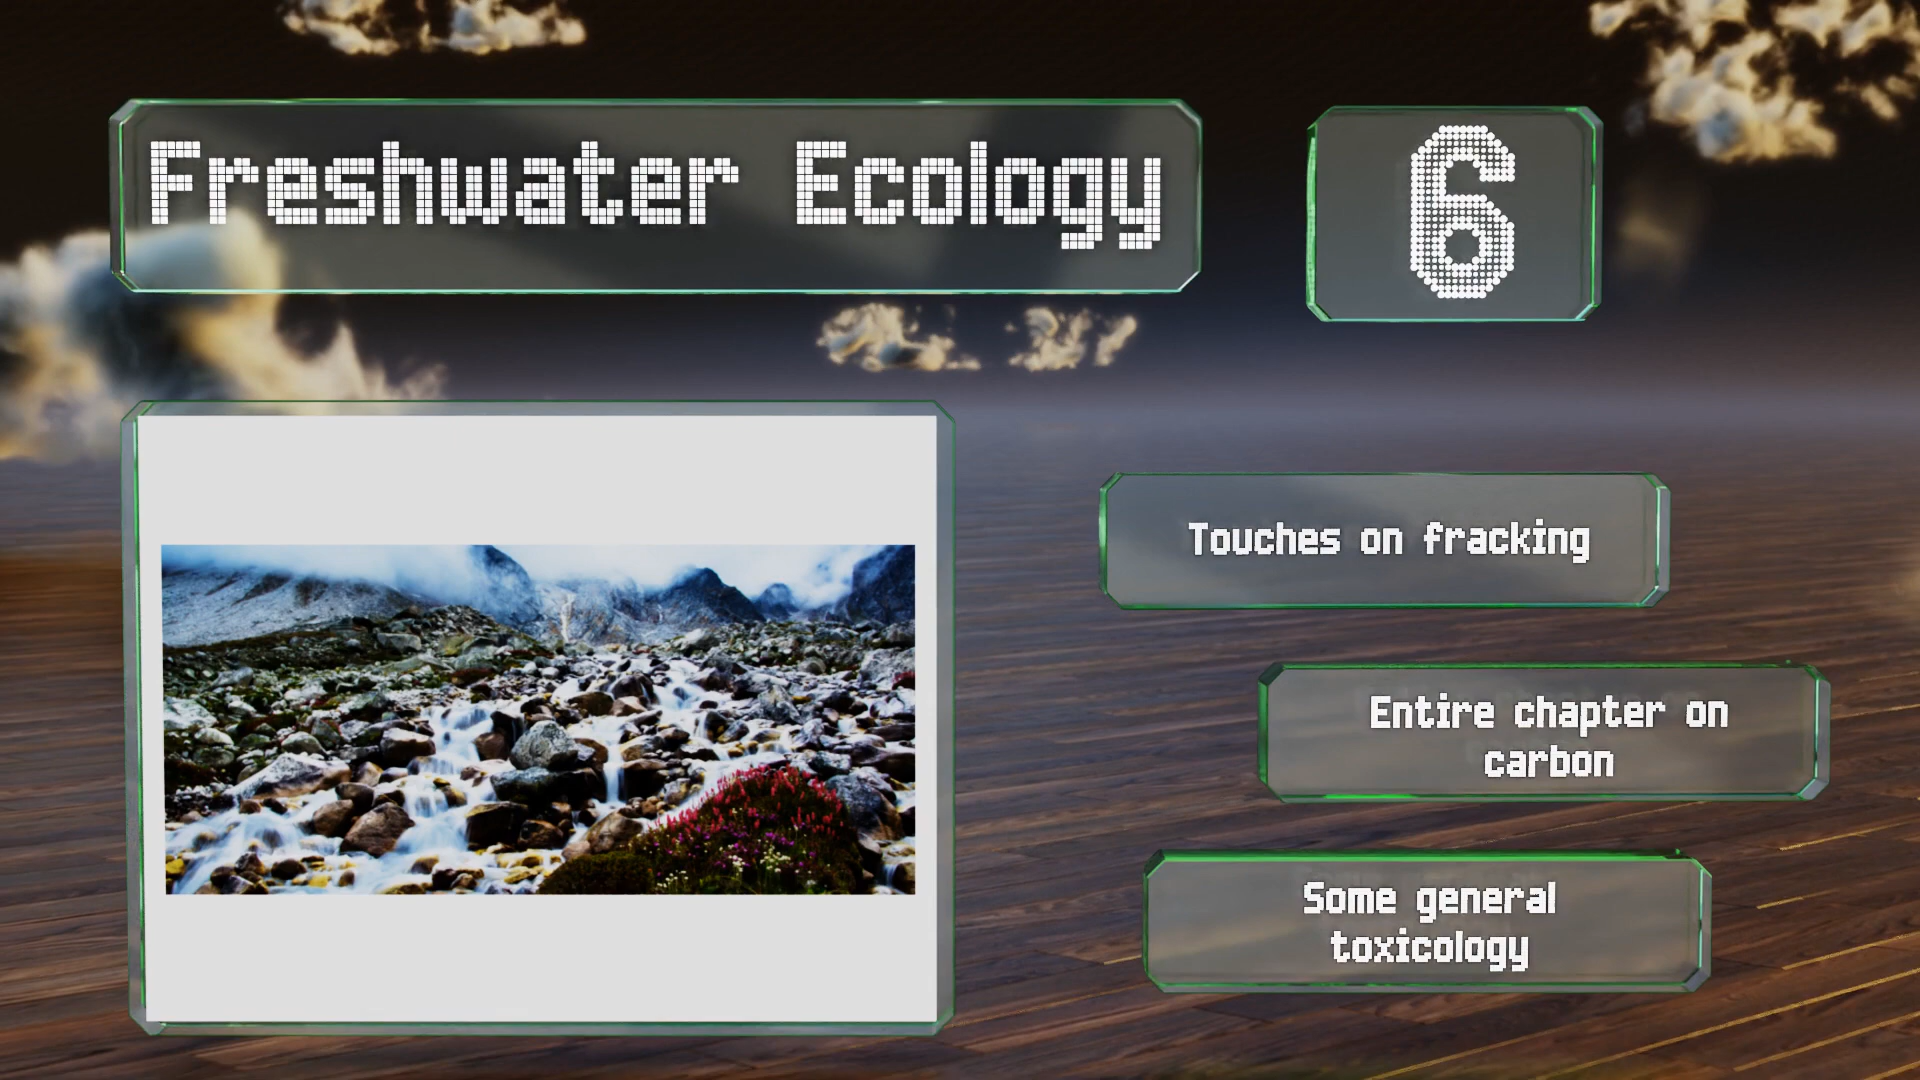 Freshwater Ecology
6
Touches on fracking
Entire chapter on
carbon
Some general
toxicology